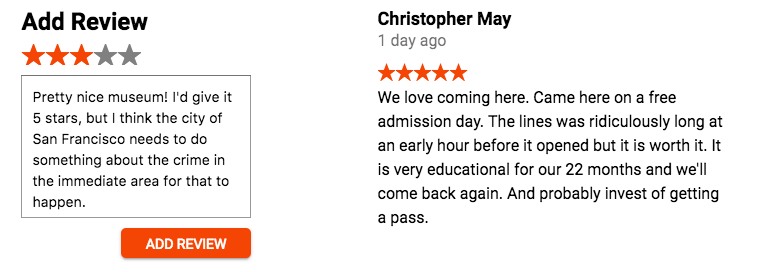 Add Review
Pretty nice museum! I'd give it
5 stars, but I think the city of
San Francisco needs to do
something about the crime in
the immediate area for that to
happen.
ADD REVIEW
Christopher May
1 day ago
We love coming here. Came here on a free
admission day. The lines was ridiculously long at
an early hour before it opened but it is worth it. It
is very educational for our 22 months and we'll
come back again. And probably invest of getting
a pass.